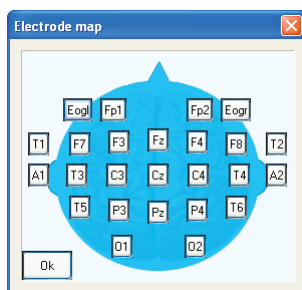 Electrode map
Eogl Fp1 Fp2 Eogr
T1 F7 F3 Fz F4 F8 T2
A1 T3 C3 Cz C4 T4 A2
T5 P3 Pz P4 T6
O1 O2
Ok